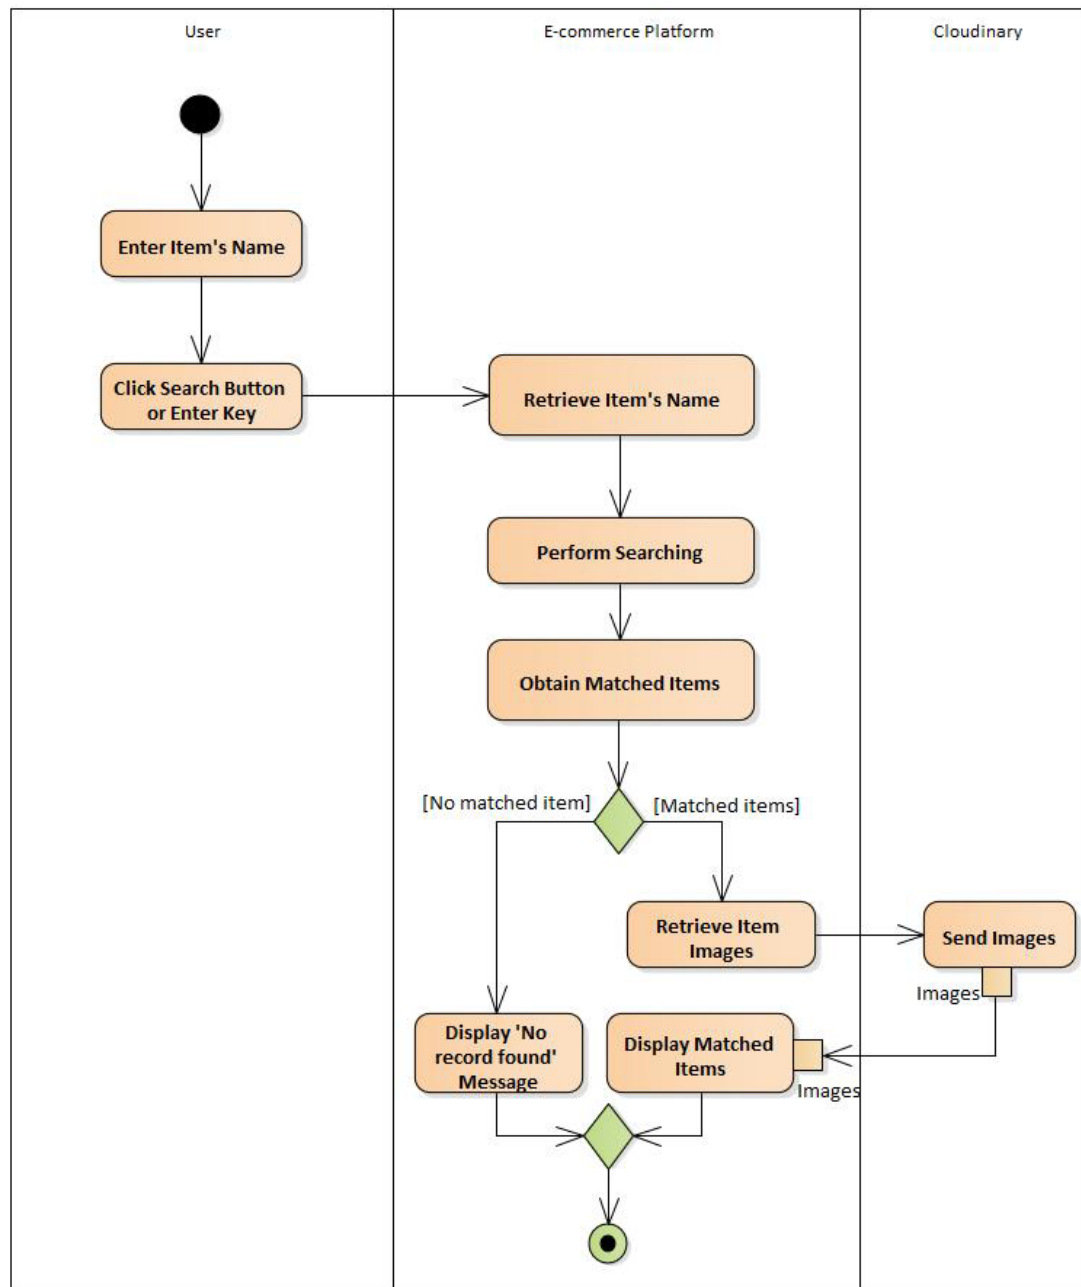 User
E-commerce Platform
Cloudinary
Enter Item's Name
Click Search Button
or Enter Key
Retrieve Item's Name
Perform Searching
Obtain Matched Items
[No matched item]
[Matched items]
Retrieve Item
Images
Send Images
Images
Display 'No
record found'
Message
Display Matched
Items
Images